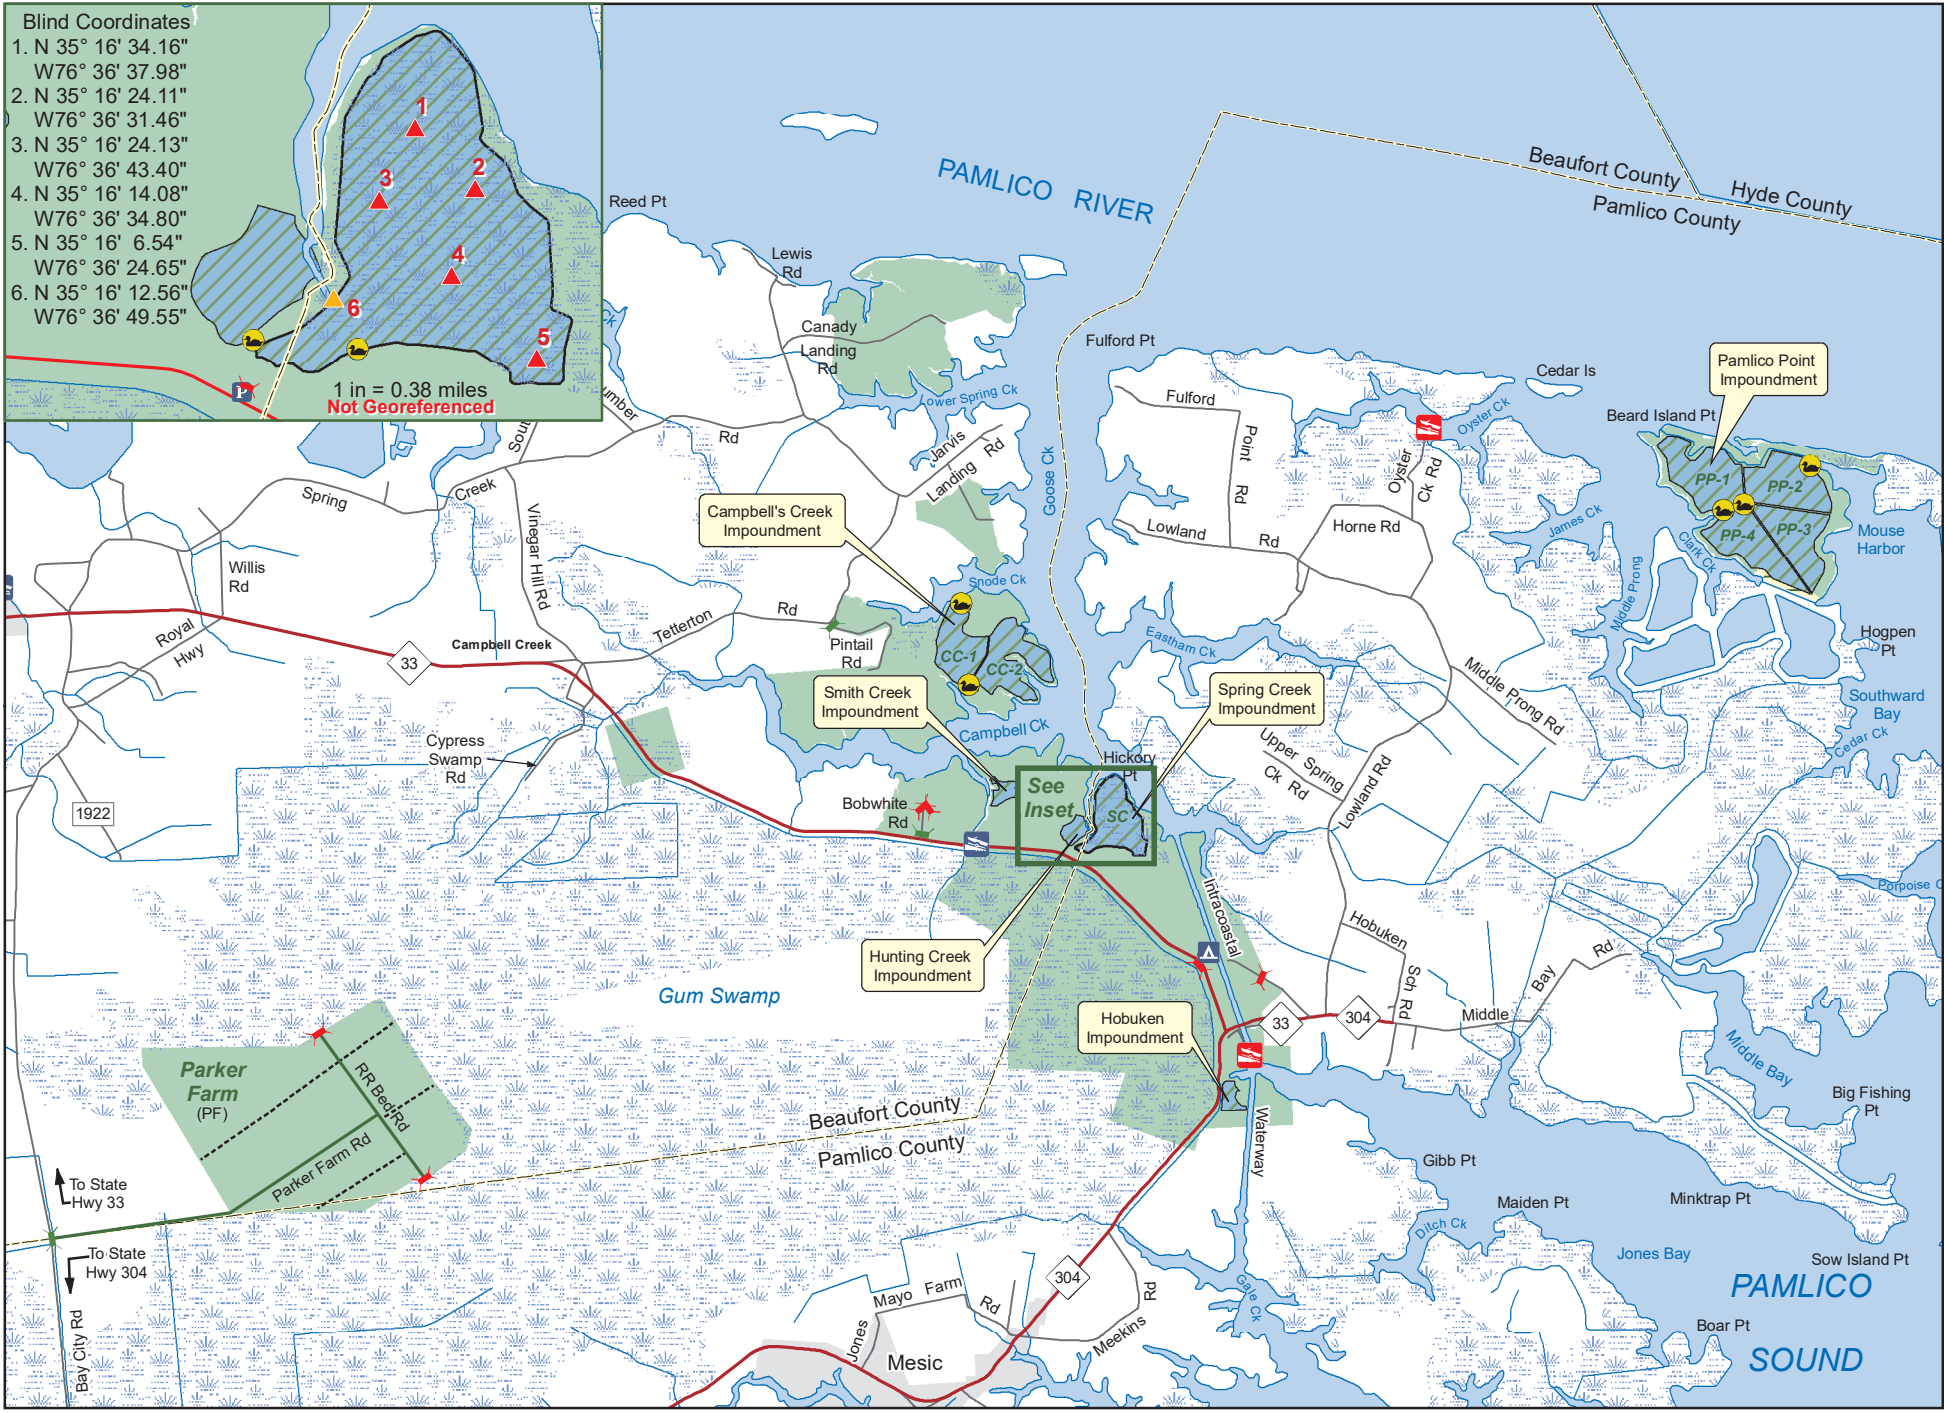 Blind Coordinates
1. N 35° 16' 34.16"
W76° 36' 37.98"
2. N 35° 16' 24.11"
W76° 36' 31.46"
3. N 35° 16' 24.13"
W76° 36' 43.40"
4. N 35° 16' 14.08"
W76° 36' 34.80"
5. N 35° 16' 6.54"
W76° 36' 24.65"
6. N 35° 16' 12.56"
W76° 36' 49.55"
1
2
3
4
5
6
P
1 in = 0.38 miles
Not Georeferenced
PAMLICO RIVER
Beaufort County
Hyde County
Pamlico County
Reed Pt
Lewis
Rd
Ck
Canady
Landing
Rd
Lower Spring Ck
umber
Rd
Sout
Jarvis
Landing Rd
Goose Ck
Fulford Pt
Fulford
Point
Rd
Cedar Is
Oyster Ck
Oyster
Ck Rd
Pamlico Point
Impoundment
Beard Island Pt
PP-1
PP-2
PP-3
PP-4
Mouse
Harbor
Clark Ck
James Ck
Middle Prong
Hogpen
Pt
Southward
Bay
Cedar Ck
Spring
Creek
Vinegar Hill Rd
Willis
Rd
Royal
Hwy
33
Campbell Creek
Tetterton
Rd
Pintail
Rd
Campbell's Creek
Impoundment
Snode Ck
CC-1
CC-2
Lowland
Rd
Horne Rd
Eastham Ck
Middle Prong Rd
Smith Creek
Impoundment
Campbell Ck
Spring Creek
Impoundment
Upper Spring
Ck Rd
Lowland Rd
Hickory
Pt
See
Inset
SC
Cypress
Swamp
Rd
1922
Bobwhite
Rd
Hunting Creek
Impoundment
Intracoastal
Hobuken
Sch Rd
Bay
Rd
Porpoise C
Gum Swamp
Hobuken
Impoundment
33
304
Middle
Middle Bay
Big Fishing
Pt
Parker
Farm
(PF)
RR Bed Rd
Parker Farm Rd
Beaufort County
Pamlico County
Waterway
Gibb Pt
Maiden Pt
Minktrap Pt
Ditch Ck
Jones Bay
Sow Island Pt
To State
Hwy 33
To State
Hwy 304
Bay City Rd
304
Mayo Farm
Rd
Jones
Rd
Meekins
Mesic
Gale Ck
Boar Pt
PAMLICO
SOUND